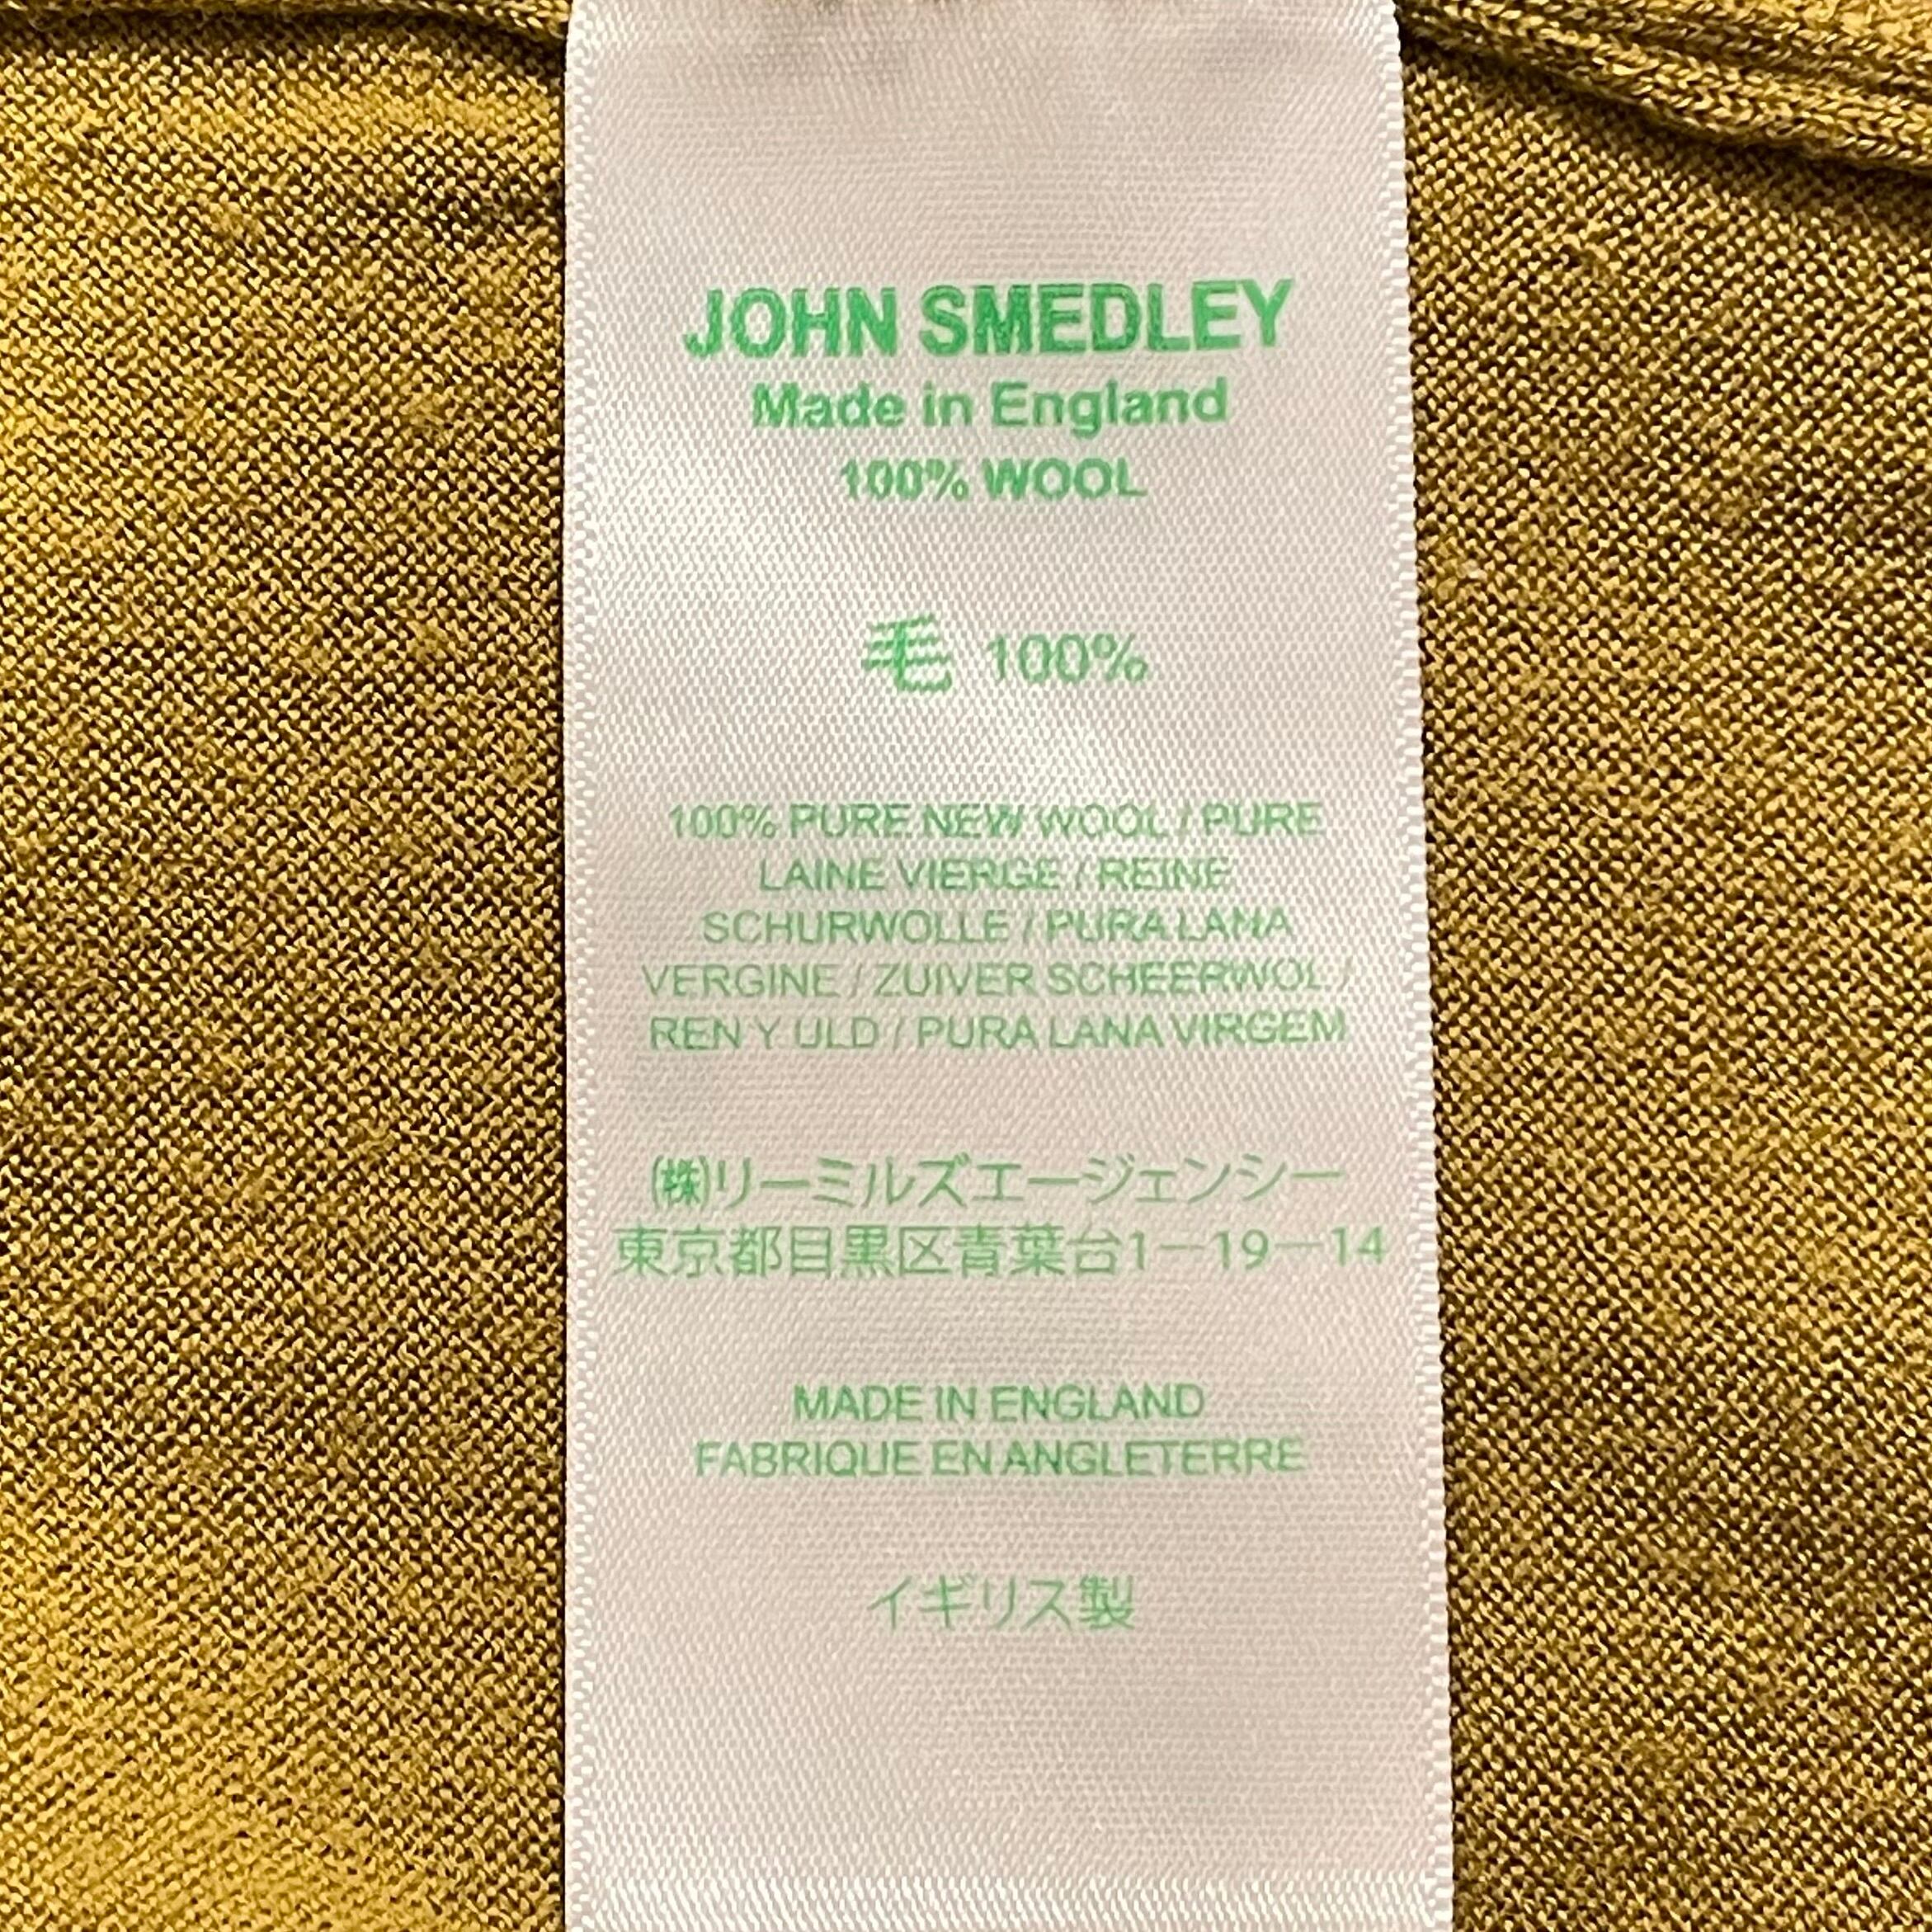 JOHN SMEDLEY
Made in England
100% WOOL
毛 100%
100% PURE NEW WOOL / PURE
LAINE VIERGE / REINE
SCHURWOLLE / PURA LANA
VERGINE / ZUIVER SCHEERWOL /
REN Y ULD / PURA LANA VIRGEM
㈱リーミルズエージェンシー
東京都目黒区青葉台1－19－14
MADE IN ENGLAND
FABRIQUE EN ANGLETERRE
イギリス製